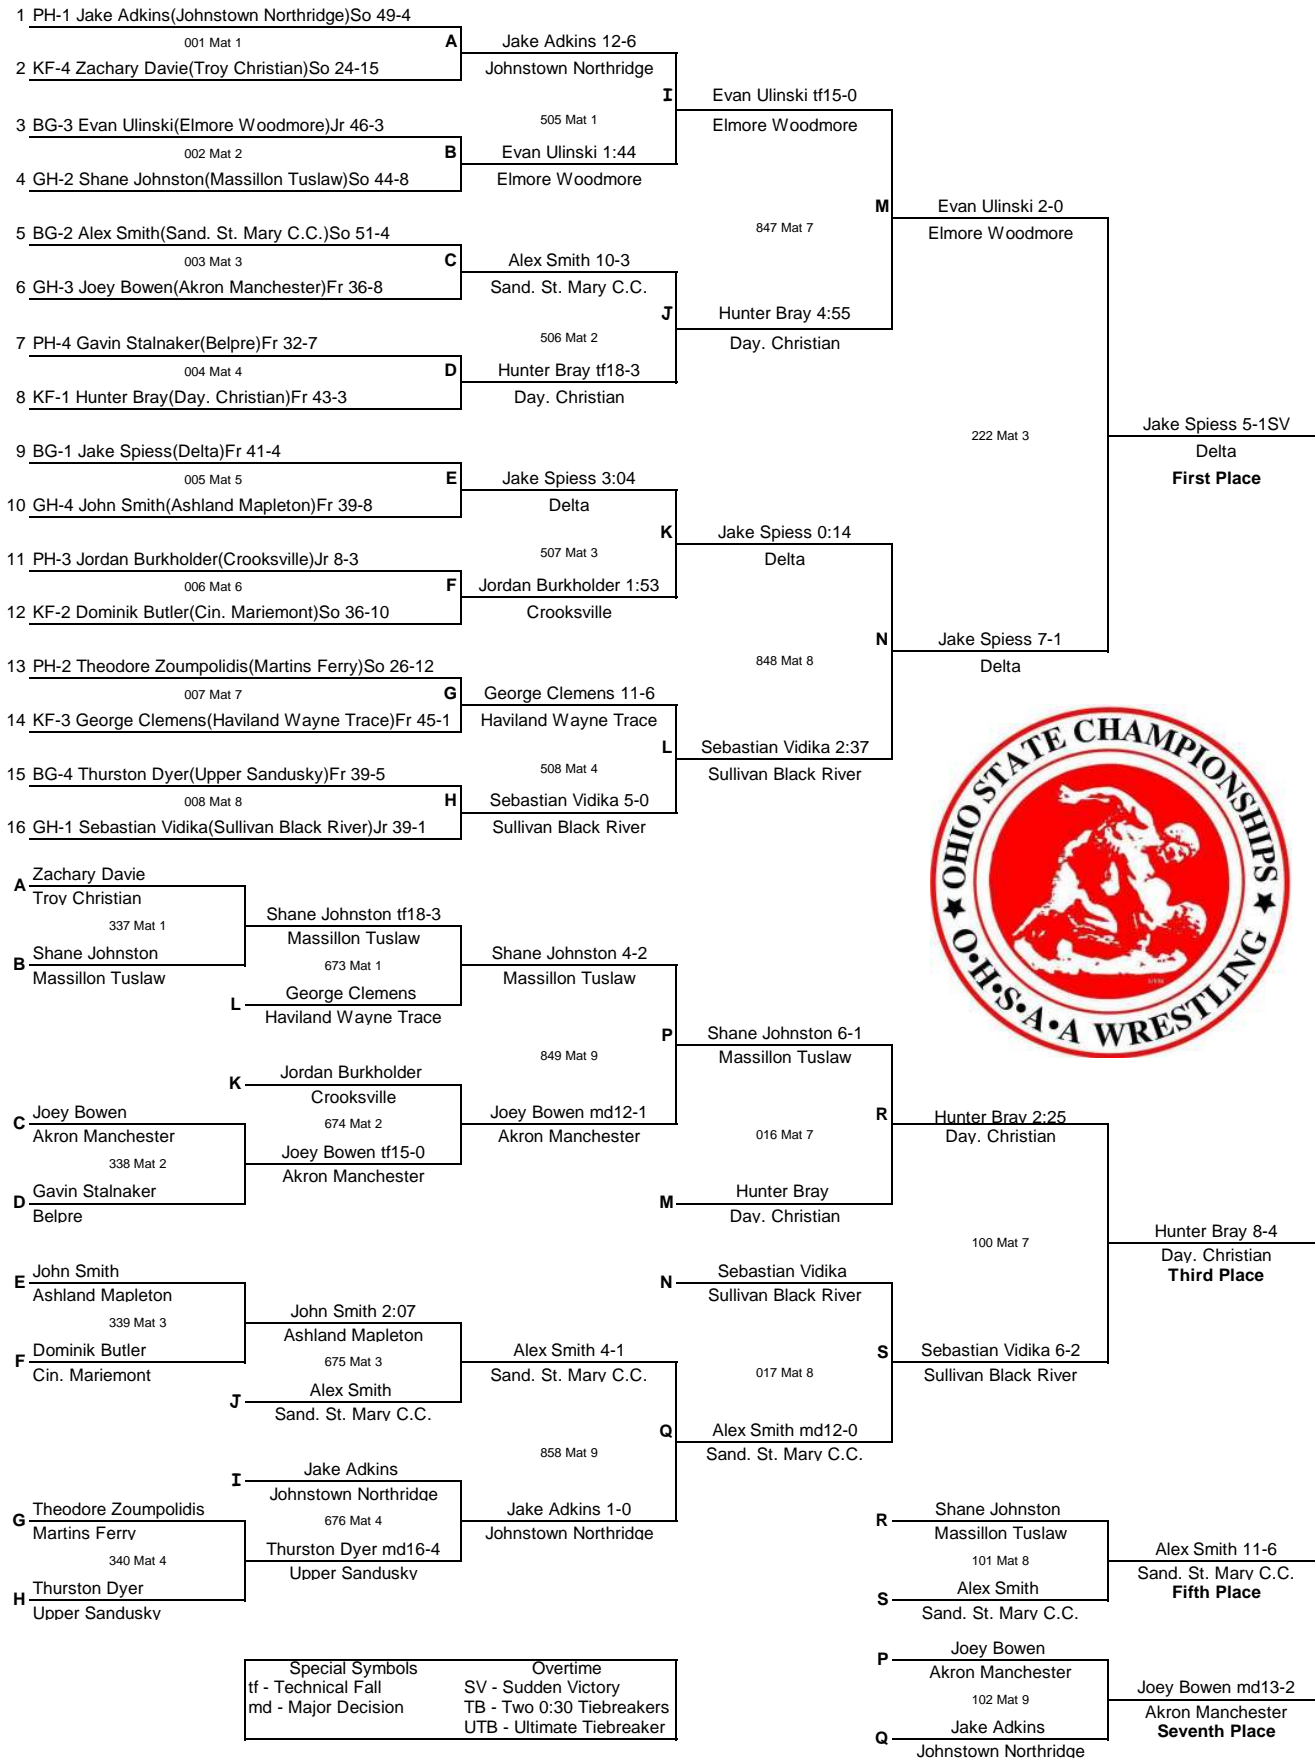 1 PH-1 Jake Adkins(Johnstown Northridge)So 49-4
001 Mat 1
A
Jake Adkins 12-6
2 KF-4 Zachary Davie(Troy Christian)So 24-15
Johnstown Northridge
I
Evan Ulinski tf15-0
3 BG-3 Evan Ulinski(Elmore Woodmore)Jr 46-3
505 Mat 1
Elmore Woodmore
002 Mat 2
B
Evan Ulinski 1:44
4 GH-2 Shane Johnston(Massillon Tuslaw)So 44-8
Elmore Woodmore
M
Evan Ulinski 2-0
5 BG-2 Alex Smith(Sand. St. Mary C.C.)So 51-4
847 Mat 7
Elmore Woodmore
003 Mat 3
C
Alex Smith 10-3
6 GH-3 Joey Bowen(Akron Manchester)Fr 36-8
Sand. St. Mary C.C.
J
Hunter Bray 4:55
7 PH-4 Gavin Stalnaker(Belpre)Fr 32-7
506 Mat 2
Day. Christian
004 Mat 4
D
Hunter Bray tf18-3
8 KF-1 Hunter Bray(Day. Christian)Fr 43-3
Day. Christian
222 Mat 3
Jake Spiess 5-1SV
Delta
First Place
9 BG-1 Jake Spiess(Delta)Fr 41-4
005 Mat 5
E
Jake Spiess 3:04
10 GH-4 John Smith(Ashland Mapleton)Fr 39-8
Delta
K
Jake Spiess 0:14
11 PH-3 Jordan Burkholder(Crooksville)Jr 8-3
507 Mat 3
Delta
006 Mat 6
F
Jordan Burkholder 1:53
12 KF-2 Dominik Butler(Cin. Mariemont)So 36-10
Crooksville
N
Jake Spiess 7-1
13 PH-2 Theodore Zoumpolidis(Martins Ferry)So 26-12
848 Mat 8
Delta
007 Mat 7
G
George Clemens 11-6
14 KF-3 George Clemens(Haviland Wayne Trace)Fr 45-1
Haviland Wayne Trace
L
Sebastian Vidika 2:37
15 BG-4 Thurston Dyer(Upper Sandusky)Fr 39-5
508 Mat 4
Sullivan Black River
008 Mat 8
H
Sebastian Vidika 5-0
16 GH-1 Sebastian Vidika(Sullivan Black River)Jr 39-1
Sullivan Black River
OHIO STATE CHAMPIONSHIPS
O•H•S•A•A WRESTLING
A
Zachary Davie
Troy Christian
337 Mat 1
Shane Johnston tf18-3
Massillon Tuslaw
B
Shane Johnston
Massillon Tuslaw
673 Mat 1
Shane Johnston 4-2
Massillon Tuslaw
L
George Clemens
Haviland Wayne Trace
P
Shane Johnston 6-1
Massillon Tuslaw
849 Mat 9
K
Jordan Burkholder
Crooksville
C
Joey Bowen
Akron Manchester
674 Mat 2
Joey Bowen md12-1
Akron Manchester
016 Mat 7
R
Hunter Bray 2:25
Day. Christian
338 Mat 2
Joey Bowen tf15-0
Akron Manchester
D
Gavin Stalnaker
Belpre
M
Hunter Bray
Day. Christian
100 Mat 7
Hunter Bray 8-4
Day. Christian
Third Place
E
John Smith
Ashland Mapleton
N
Sebastian Vidika
Sullivan Black River
339 Mat 3
John Smith 2:07
Ashland Mapleton
F
Dominik Butler
Cin. Mariemont
675 Mat 3
Alex Smith 4-1
Sand. St. Mary C.C.
017 Mat 8
S
Sebastian Vidika 6-2
Sullivan Black River
J
Alex Smith
Sand. St. Mary C.C.
Q
Alex Smith md12-0
Sand. St. Mary C.C.
858 Mat 9
I
Jake Adkins
Johnstown Northridge
G
Theodore Zoumpolidis
Martins Ferry
676 Mat 4
Jake Adkins 1-0
Johnstown Northridge
R
Shane Johnston
Massillon Tuslaw
340 Mat 4
Thurston Dyer md16-4
Upper Sandusky
101 Mat 8
Alex Smith 11-6
Sand. St. Mary C.C.
Fifth Place
H
Thurston Dyer
Upper Sandusky
S
Alex Smith
Sand. St. Mary C.C.
Special Symbols
Overtime
tf - Technical Fall
SV - Sudden Victory
md - Major Decision
TB - Two 0:30 Tiebreakers
UTB - Ultimate Tiebreaker
P
Joey Bowen
Akron Manchester
102 Mat 9
Joey Bowen md13-2
Akron Manchester
Seventh Place
Q
Jake Adkins
Johnstown Northridge